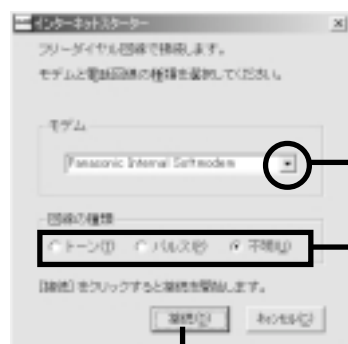 インターネットスターター
フリーダイヤル回線で接続します。
モデムと電話回線の種類を選択してください。
モデム
Panasonic Internal Softmodem
回線の種類
トーン(T) パルス(P) 不明(U)
[接続] をクリックすると接続を開始します。
接続(C) キャンセル(C)